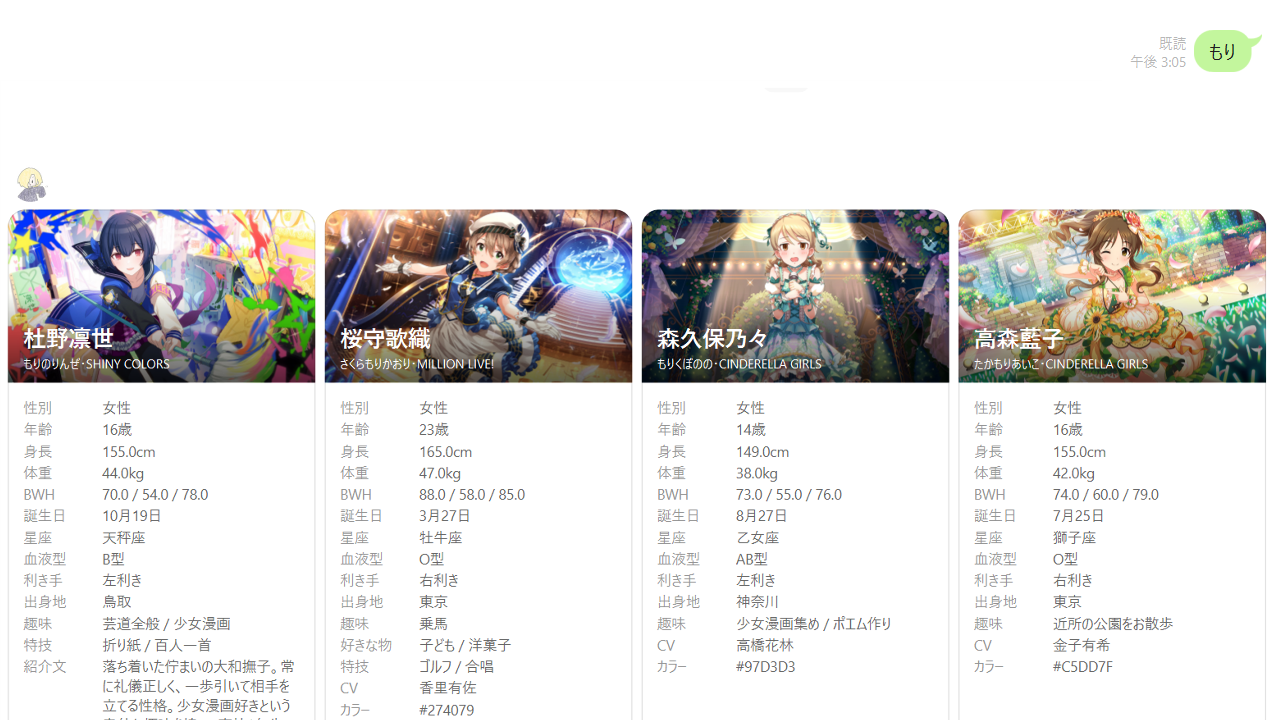 既読
午後 3:05
もり
杜野凛世
もりのりんぜ・SHINY COLORS
性別 女性
年齢 16歳
身長 155.0cm
体重 44.0kg
BWH 70.0 / 54.0 / 78.0
誕生日 10月19日
星座 天秤座
血液型 B型
利き手 左利き
出身地 鳥取
趣味 芸道全般 / 少女漫画
特技 折り紙 / 百人一首
紹介文 落ち着いた佇まいの大和撫子。常
に礼儀正しく、一歩引いて相手を
立てる性格。少女漫画好きという
桜守歌織
さくらもりかおり・MILLION LIVE!
性別 女性
年齢 23歳
身長 165.0cm
体重 47.0kg
BWH 88.0 / 58.0 / 85.0
誕生日 3月27日
星座 牡牛座
血液型 O型
利き手 右利き
出身地 東京
趣味 乗馬
好きな物 子ども / 洋菓子
特技 ゴルフ / 合唱
CV 香里有佐
カラー #274079
森久保乃々
もりくぼのの・CINDERELLA GIRLS
性別 女性
年齢 14歳
身長 149.0cm
体重 38.0kg
BWH 73.0 / 55.0 / 76.0
誕生日 8月27日
星座 乙女座
血液型 AB型
利き手 左利き
出身地 神奈川
趣味 少女漫画集め / ポエム作り
CV 高橋花林
カラー #97D3D3
高森藍子
たかもりあいこ・CINDERELLA GIRLS
性別 女性
年齢 16歳
身長 155.0cm
体重 42.0kg
BWH 74.0 / 60.0 / 79.0
誕生日 7月25日
星座 獅子座
血液型 O型
利き手 右利き
出身地 東京
趣味 近所の公園をお散歩
CV 金子有希
カラー #C5DD7F